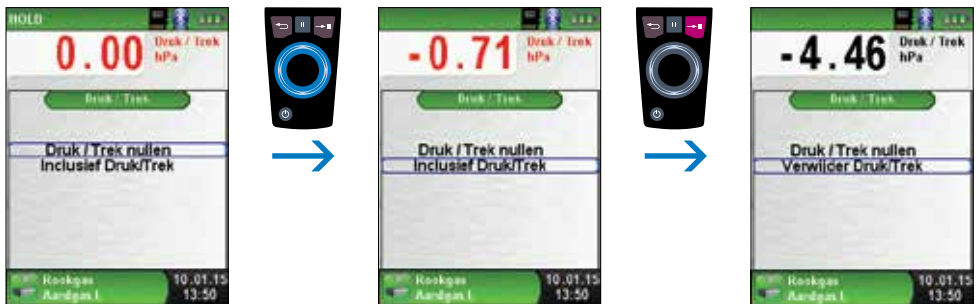 HOLD
0.00
Druk / Trek
hPa
Druk / Trek
Druk / Trek nullen
Inclusief Druk/Trek
Rookgas
Aardgas L
10.01.15
13:50
-0.71
Druk / Trek
hPa
Druk / Trek
Druk / Trek nullen
Inclusief Druk/Trek
Rookgas
Aardgas L
10.01.15
13:50
-4.46
Druk / Trek
hPa
Druk / Trek
Druk / Trek nullen
Verwijder Druk/Trek
Rookgas
Aardgas L
10.01.15
13:50